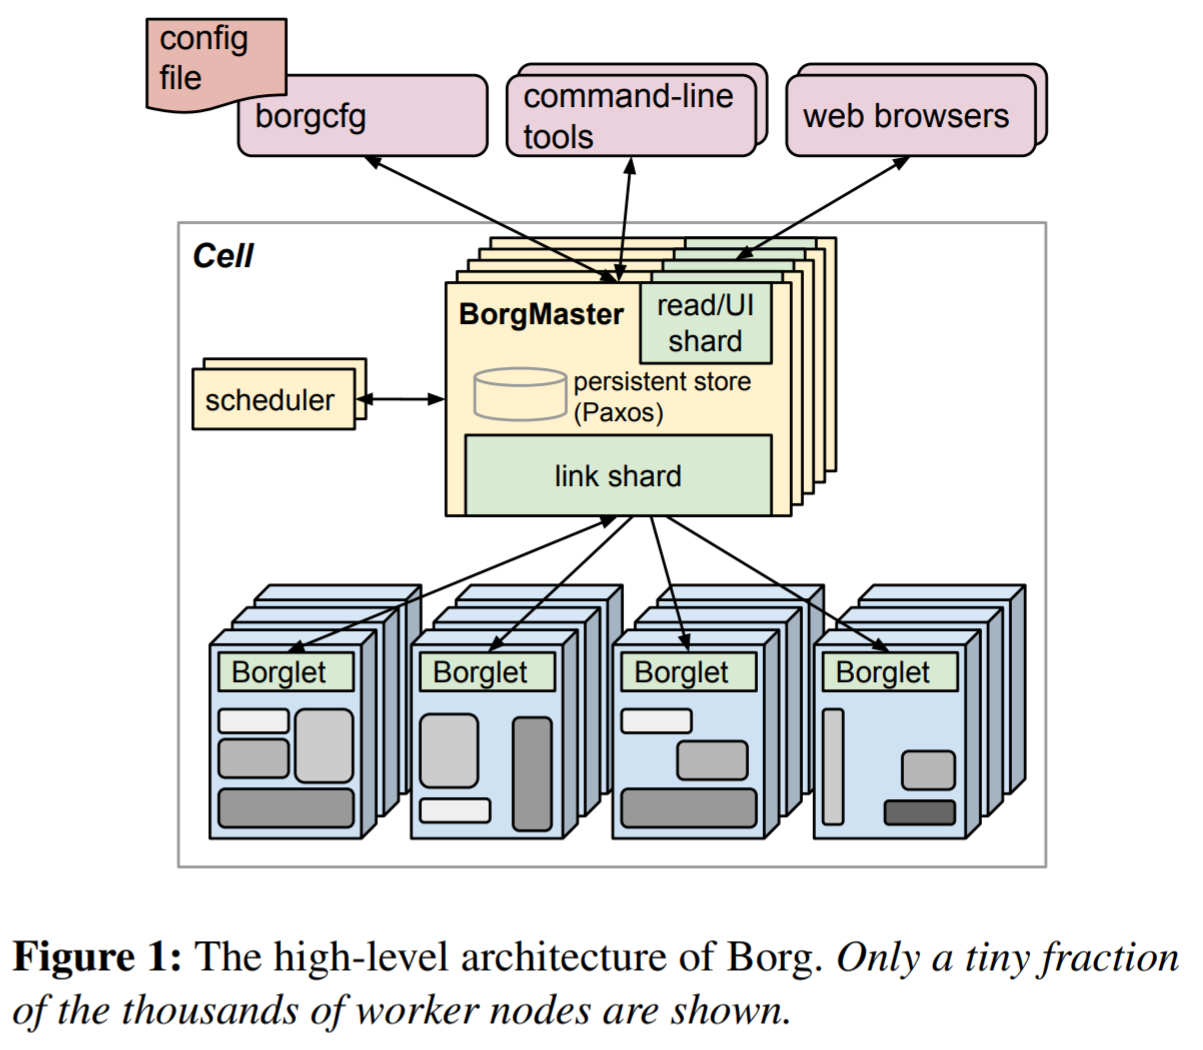 config
file
borgcfg
command-line
tools
web browsers
Cell
BorgMaster
read/UI
shard
persistent store
(Paxos)
scheduler
link shard
Borglet
Borglet
Borglet
Borglet
Figure 1: The high-level architecture of Borg. Only a tiny fraction
of the thousands of worker nodes are shown.